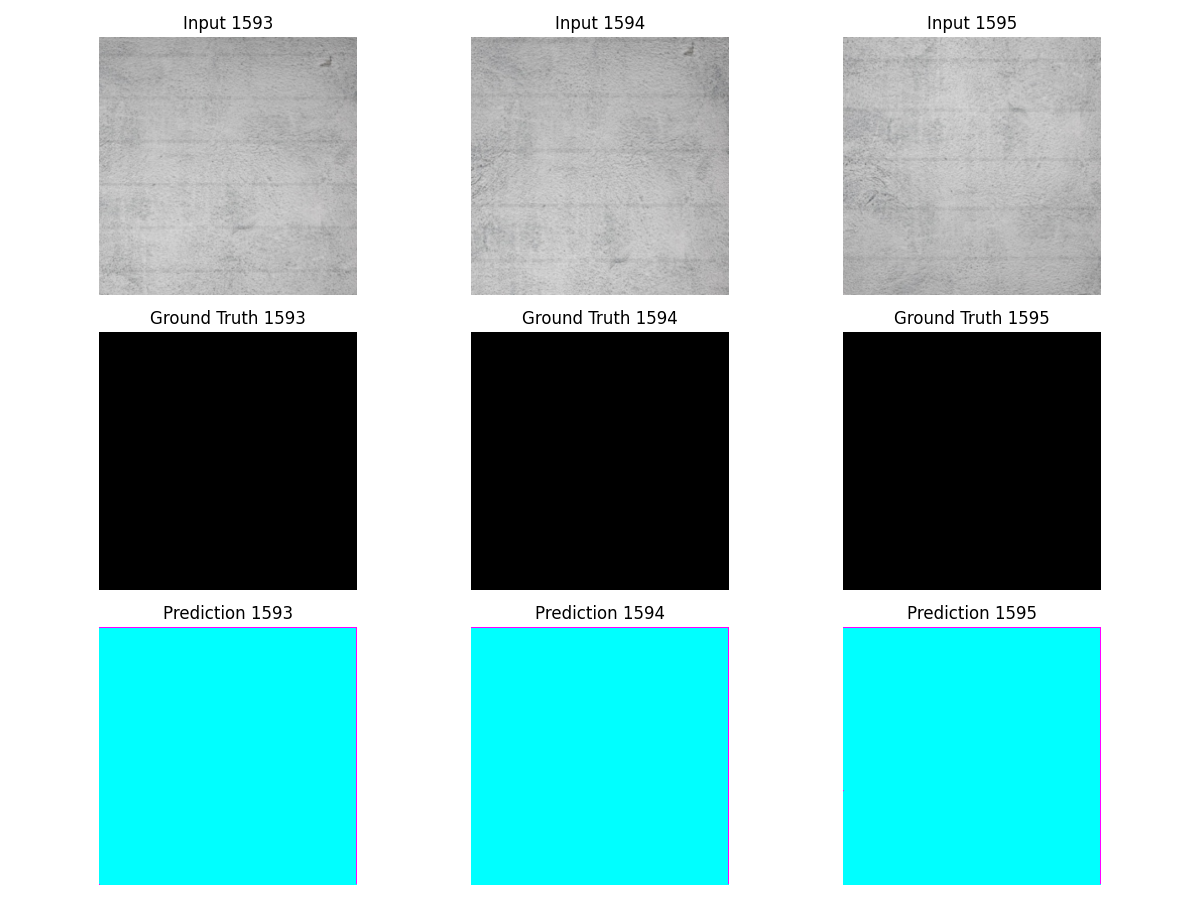 Input 1593
Input 1594
Input 1595
Ground Truth 1593
Ground Truth 1594
Ground Truth 1595
Prediction 1593
Prediction 1594
Prediction 1595